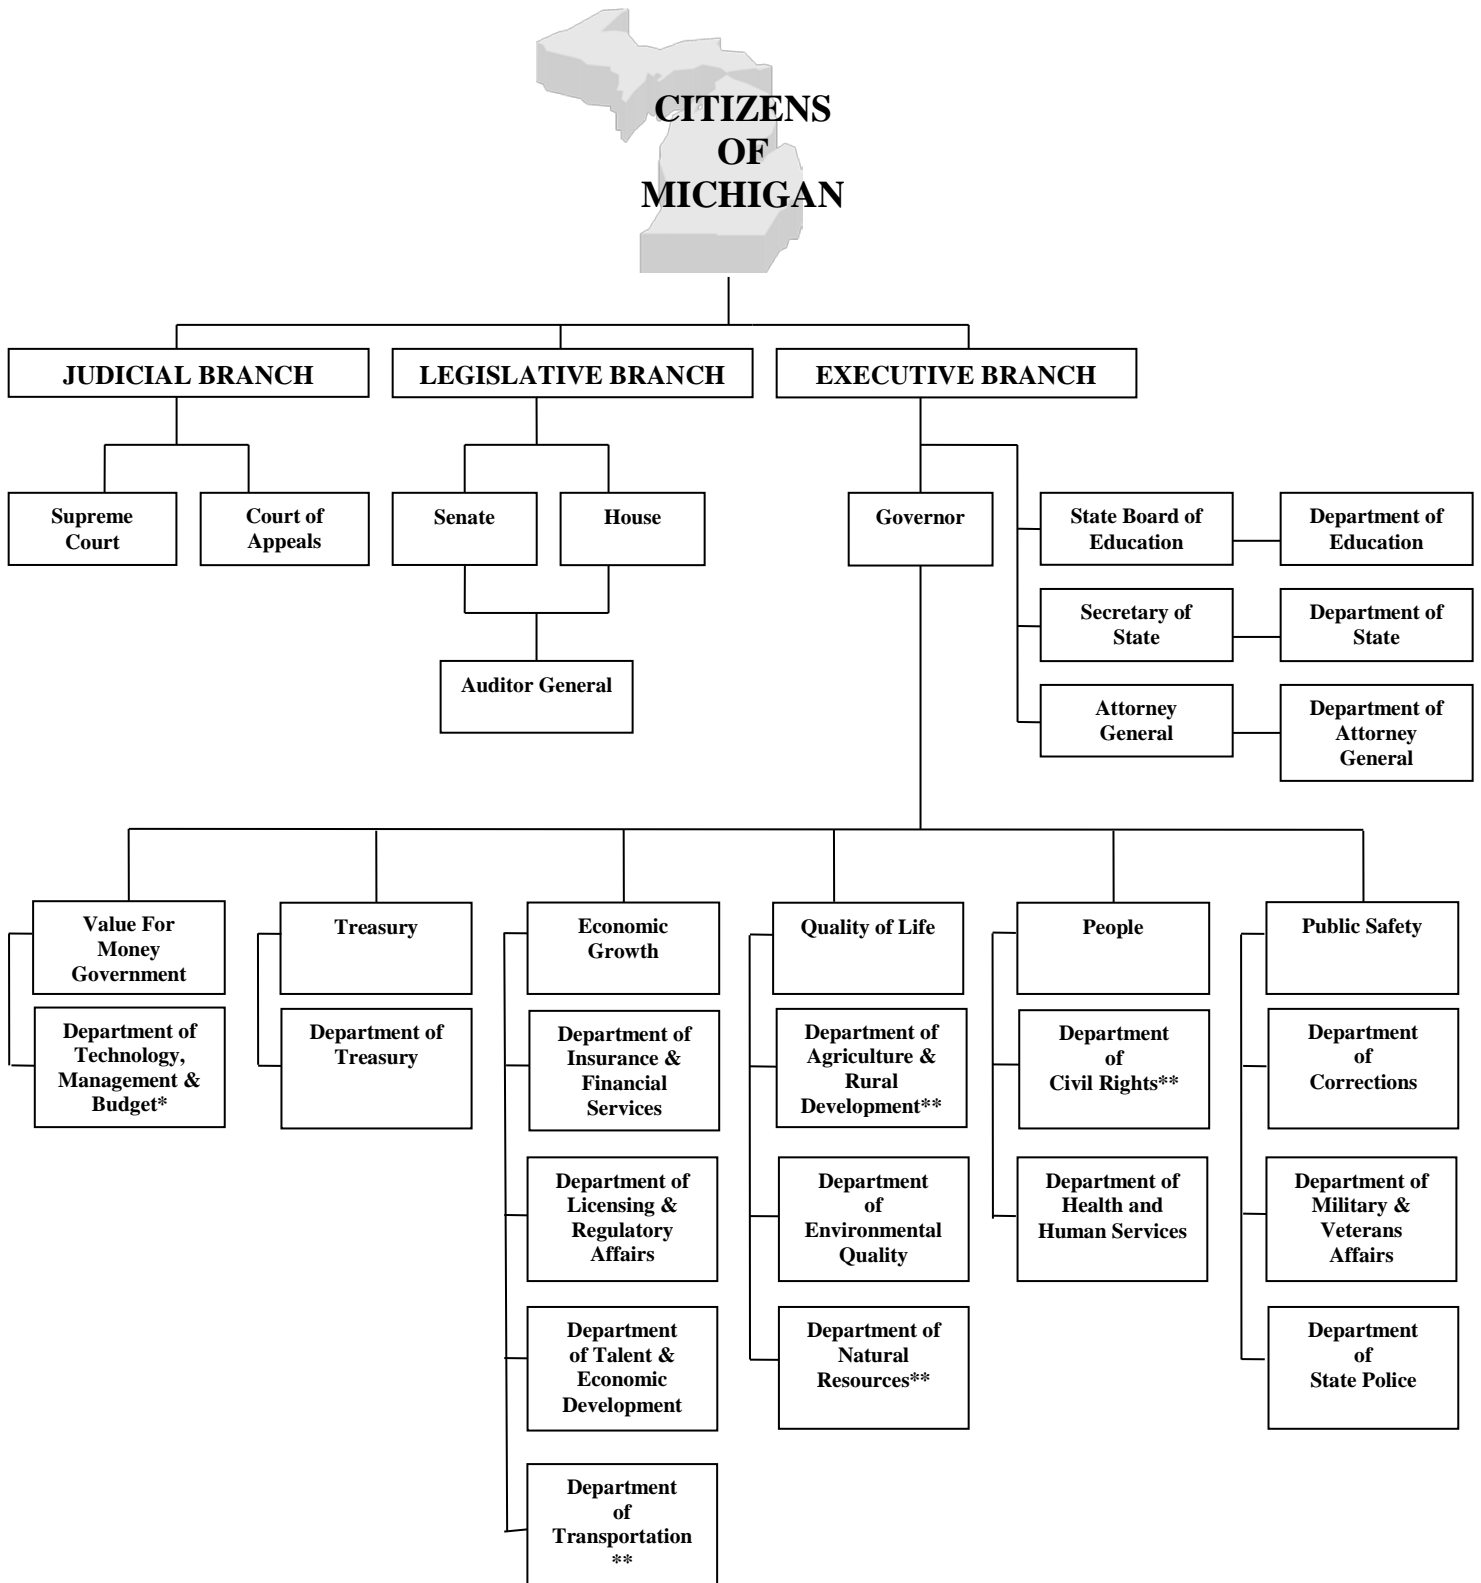 CITIZENS
OF
MICHIGAN
JUDICIAL BRANCH
LEGISLATIVE BRANCH
EXECUTIVE BRANCH
Supreme
Court
Court of
Appeals
Senate
House
Governor
State Board of
Education
Department of
Education
Secretary of
State
Department of
State
Auditor General
Attorney
General
Department of
Attorney
General
Value For
Money
Government
Treasury
Economic
Growth
Quality of Life
People
Public Safety
Department of
Technology,
Management &
Budget*
Department of
Treasury
Department of
Insurance &
Financial
Services
Department of
Agriculture &
Rural
Development**
Department
of
Civil Rights**
Department
of
Corrections
Department of
Licensing &
Regulatory
Affairs
Department
of
Environmental
Quality
Department of
Health and
Human Services
Department of
Military &
Veterans
Affairs
Department
of Talent &
Economic
Development
Department of
Natural
Resources**
Department
of
State Police
Department
of
Transportation
**